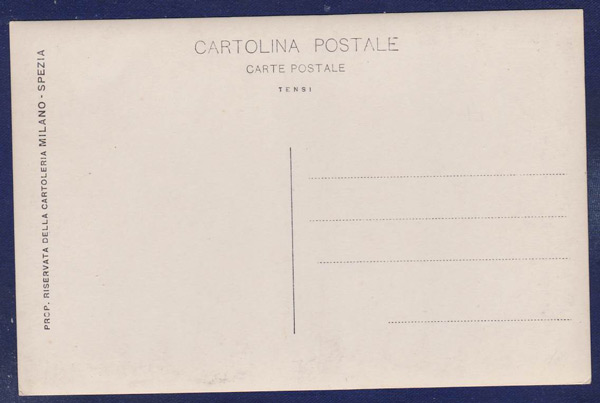 CARTOLINA POSTALE
CARTE POSTALE
TENSI
PROP. RISERVATA DELLA CARTOLERIA MILANO - SPEZIA